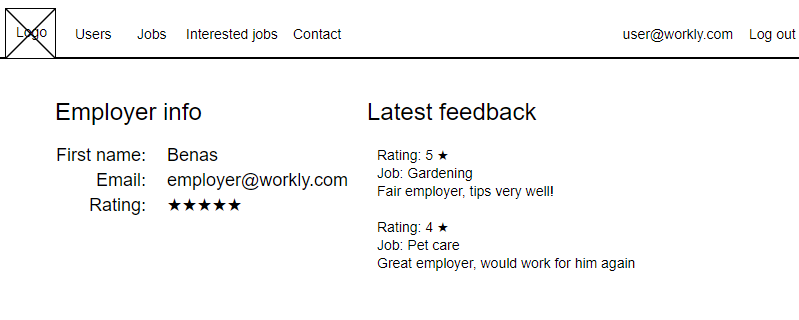 Logo Users Jobs Interested jobs Contact user@workly.com Log out
Employer info
First name: Benas
Email: employer@workly.com
Rating: ★★★★★
Latest feedback
Rating: 5 ★
Job: Gardening
Fair employer, tips very well!
Rating: 4 ★
Job: Pet care
Great employer, would work for him again